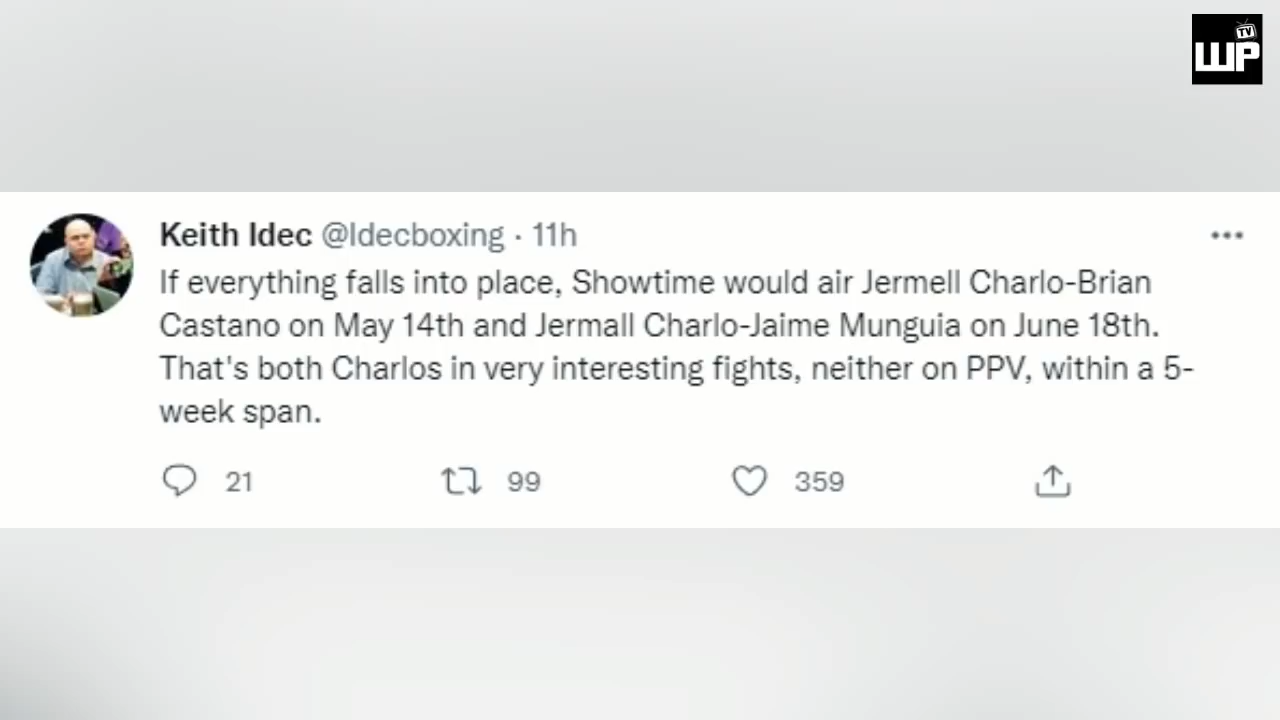 TV
WP
Keith Idec @Idecboxing · 11h
If everything falls into place, Showtime would air Jermell Charlo-Brian
Castano on May 14th and Jermall Charlo-Jaime Munguia on June 18th.
That's both Charlos in very interesting fights, neither on PPV, within a 5-
week span.
21 99 359